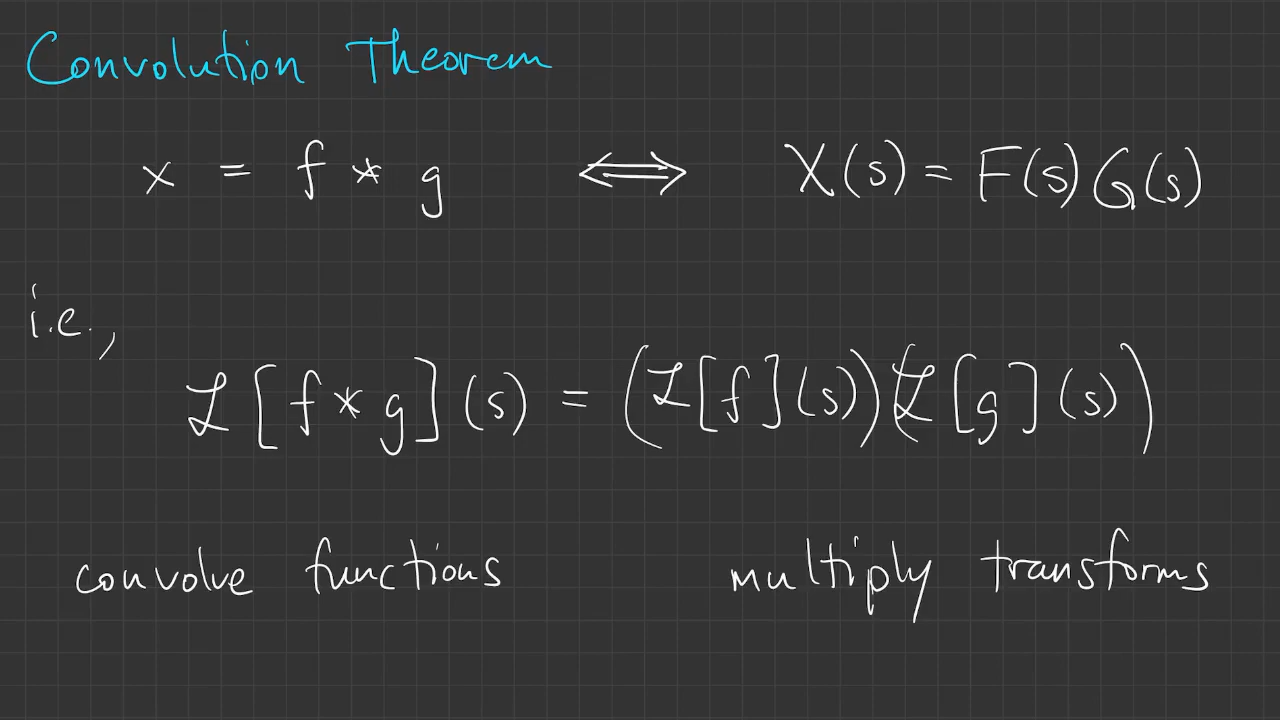 Convolution Theorem
x = f * g ⟺ X(s) = F(s)G(s)
i.e.,
ℒ[f * g](s) = (ℒ[f](s))(ℒ[g](s))
convolve functions multiply transforms